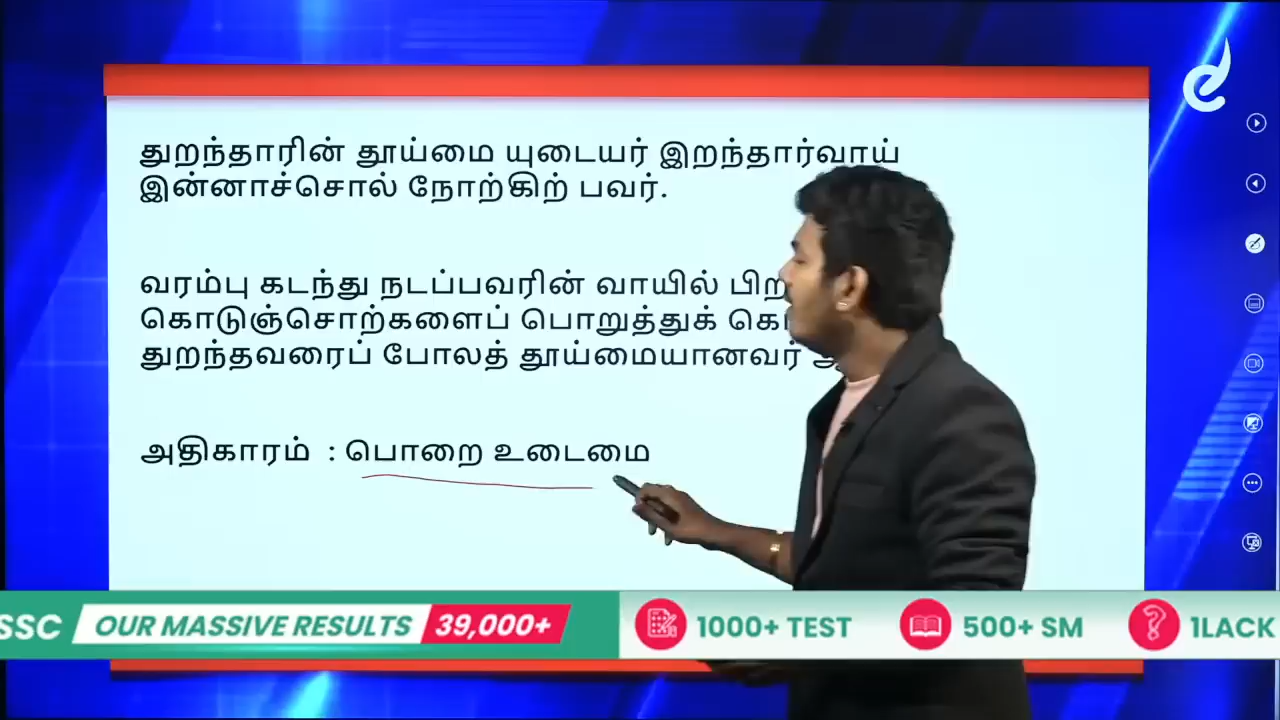 துறந்தாரின் தூய்மை யுடையர் இறந்தார்வாய்
இன்னாச்சொல் நோற்கிற் பவர்.
வரம்பு கடந்து நடப்பவரின் வாயில்
கொடுஞ்சொற்களைப் பொறுத்துக்
துறந்தவரைப் போலத் தூய்மையானவர்
அதிகாரம் : பொறை உடைமை
SSC OUR MASSIVE RESULTS 39,000+ 1000+ TEST 500+ SM 1LACK